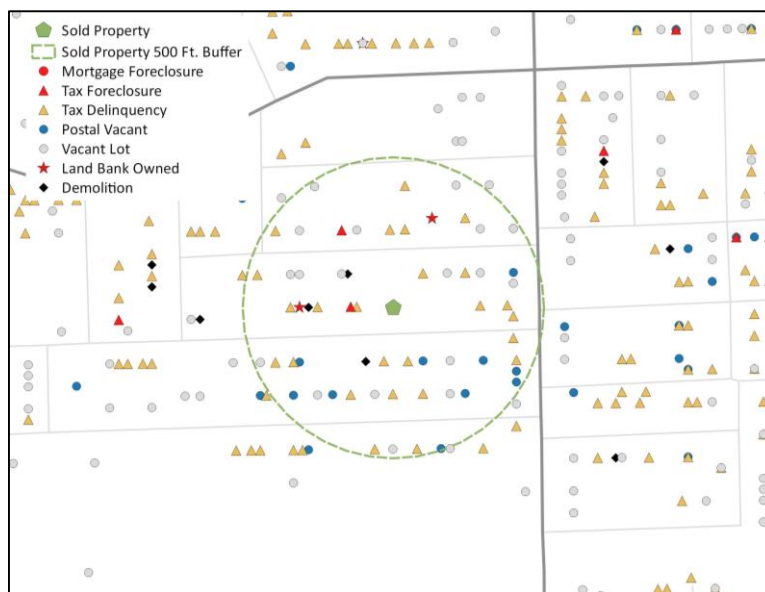 Sold Property
Sold Property 500 Ft. Buffer
Mortgage Foreclosure
Tax Foreclosure
Tax Delinquency
Postal Vacant
Vacant Lot
Land Bank Owned
Demolition